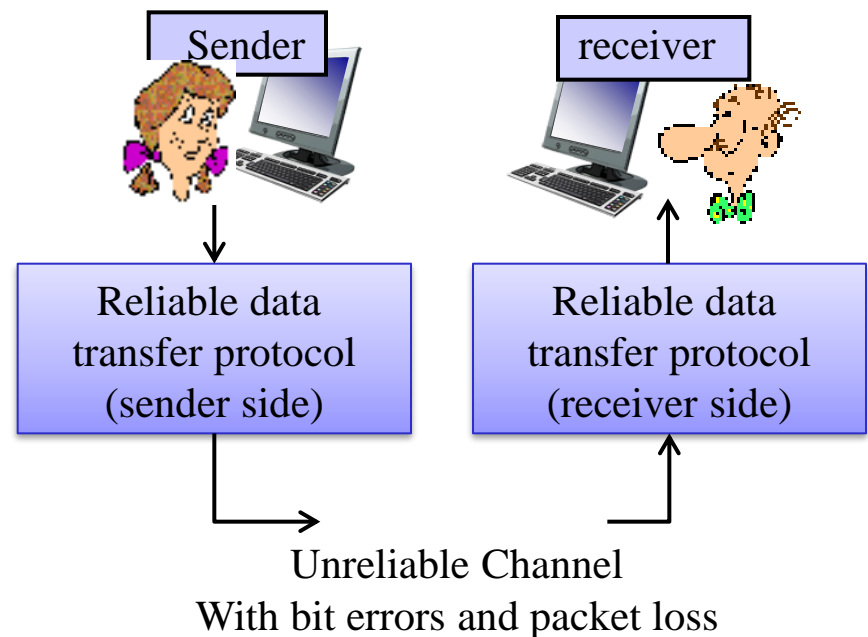 Sender
receiver
Reliable data
transfer protocol
(sender side)
Reliable data
transfer protocol
(receiver side)
Unreliable Channel
With bit errors and packet loss